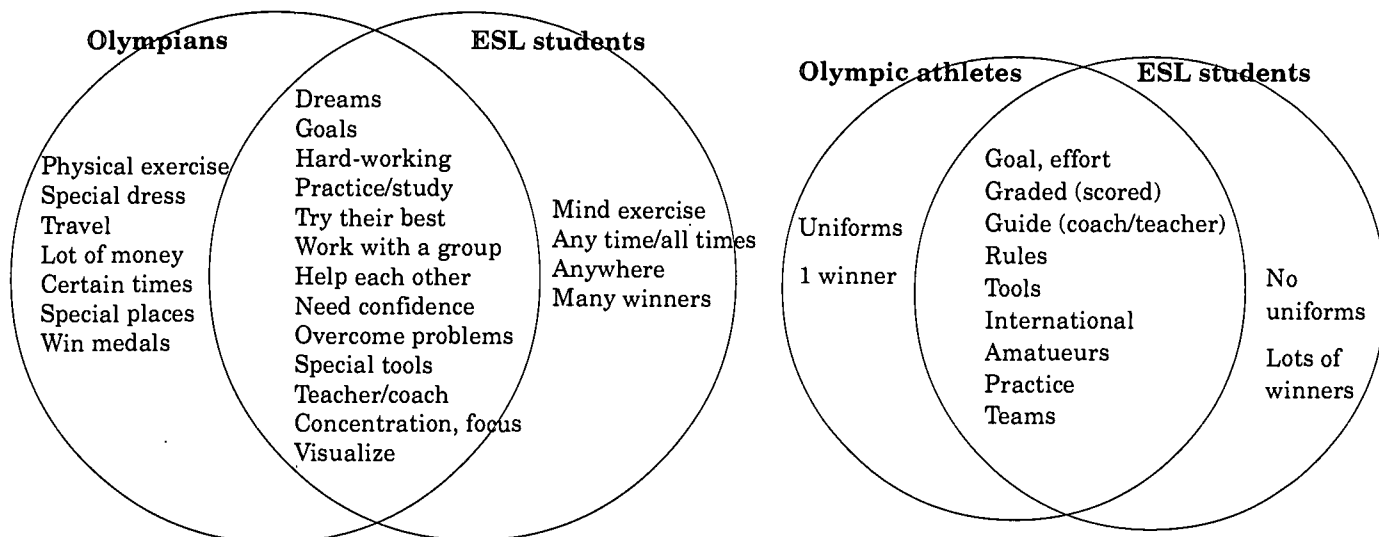 Olympians
ESL students
Physical exercise
Special dress
Travel
Lot of money
Certain times
Special places
Win medals
Dreams
Goals
Hard-working
Practice/study
Try their best
Work with a group
Help each other
Need confidence
Overcome problems
Special tools
Teacher/coach
Concentration, focus
Visualize
Mind exercise
Any time/all times
Anywhere
Many winners
Olympic athletes
ESL students
Uniforms
1 winner
Goal, effort
Graded (scored)
Guide (coach/teacher)
Rules
Tools
International
Amatueurs
Practice
Teams
No
uniforms
Lots of
winners